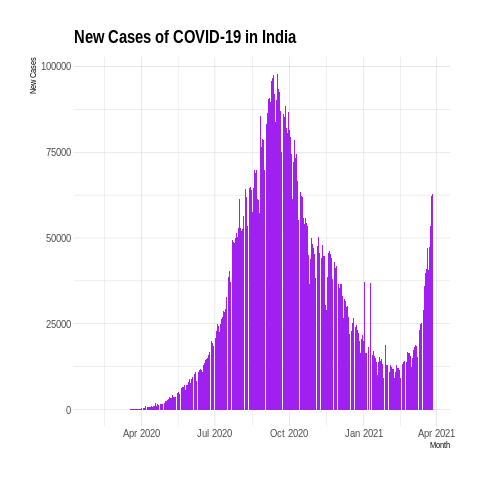 New Cases of COVID-19 in India
New Cases
100000
75000
50000
25000
0
Apr 2020 Jul 2020 Oct 2020 Jan 2021 Apr 2021
Month